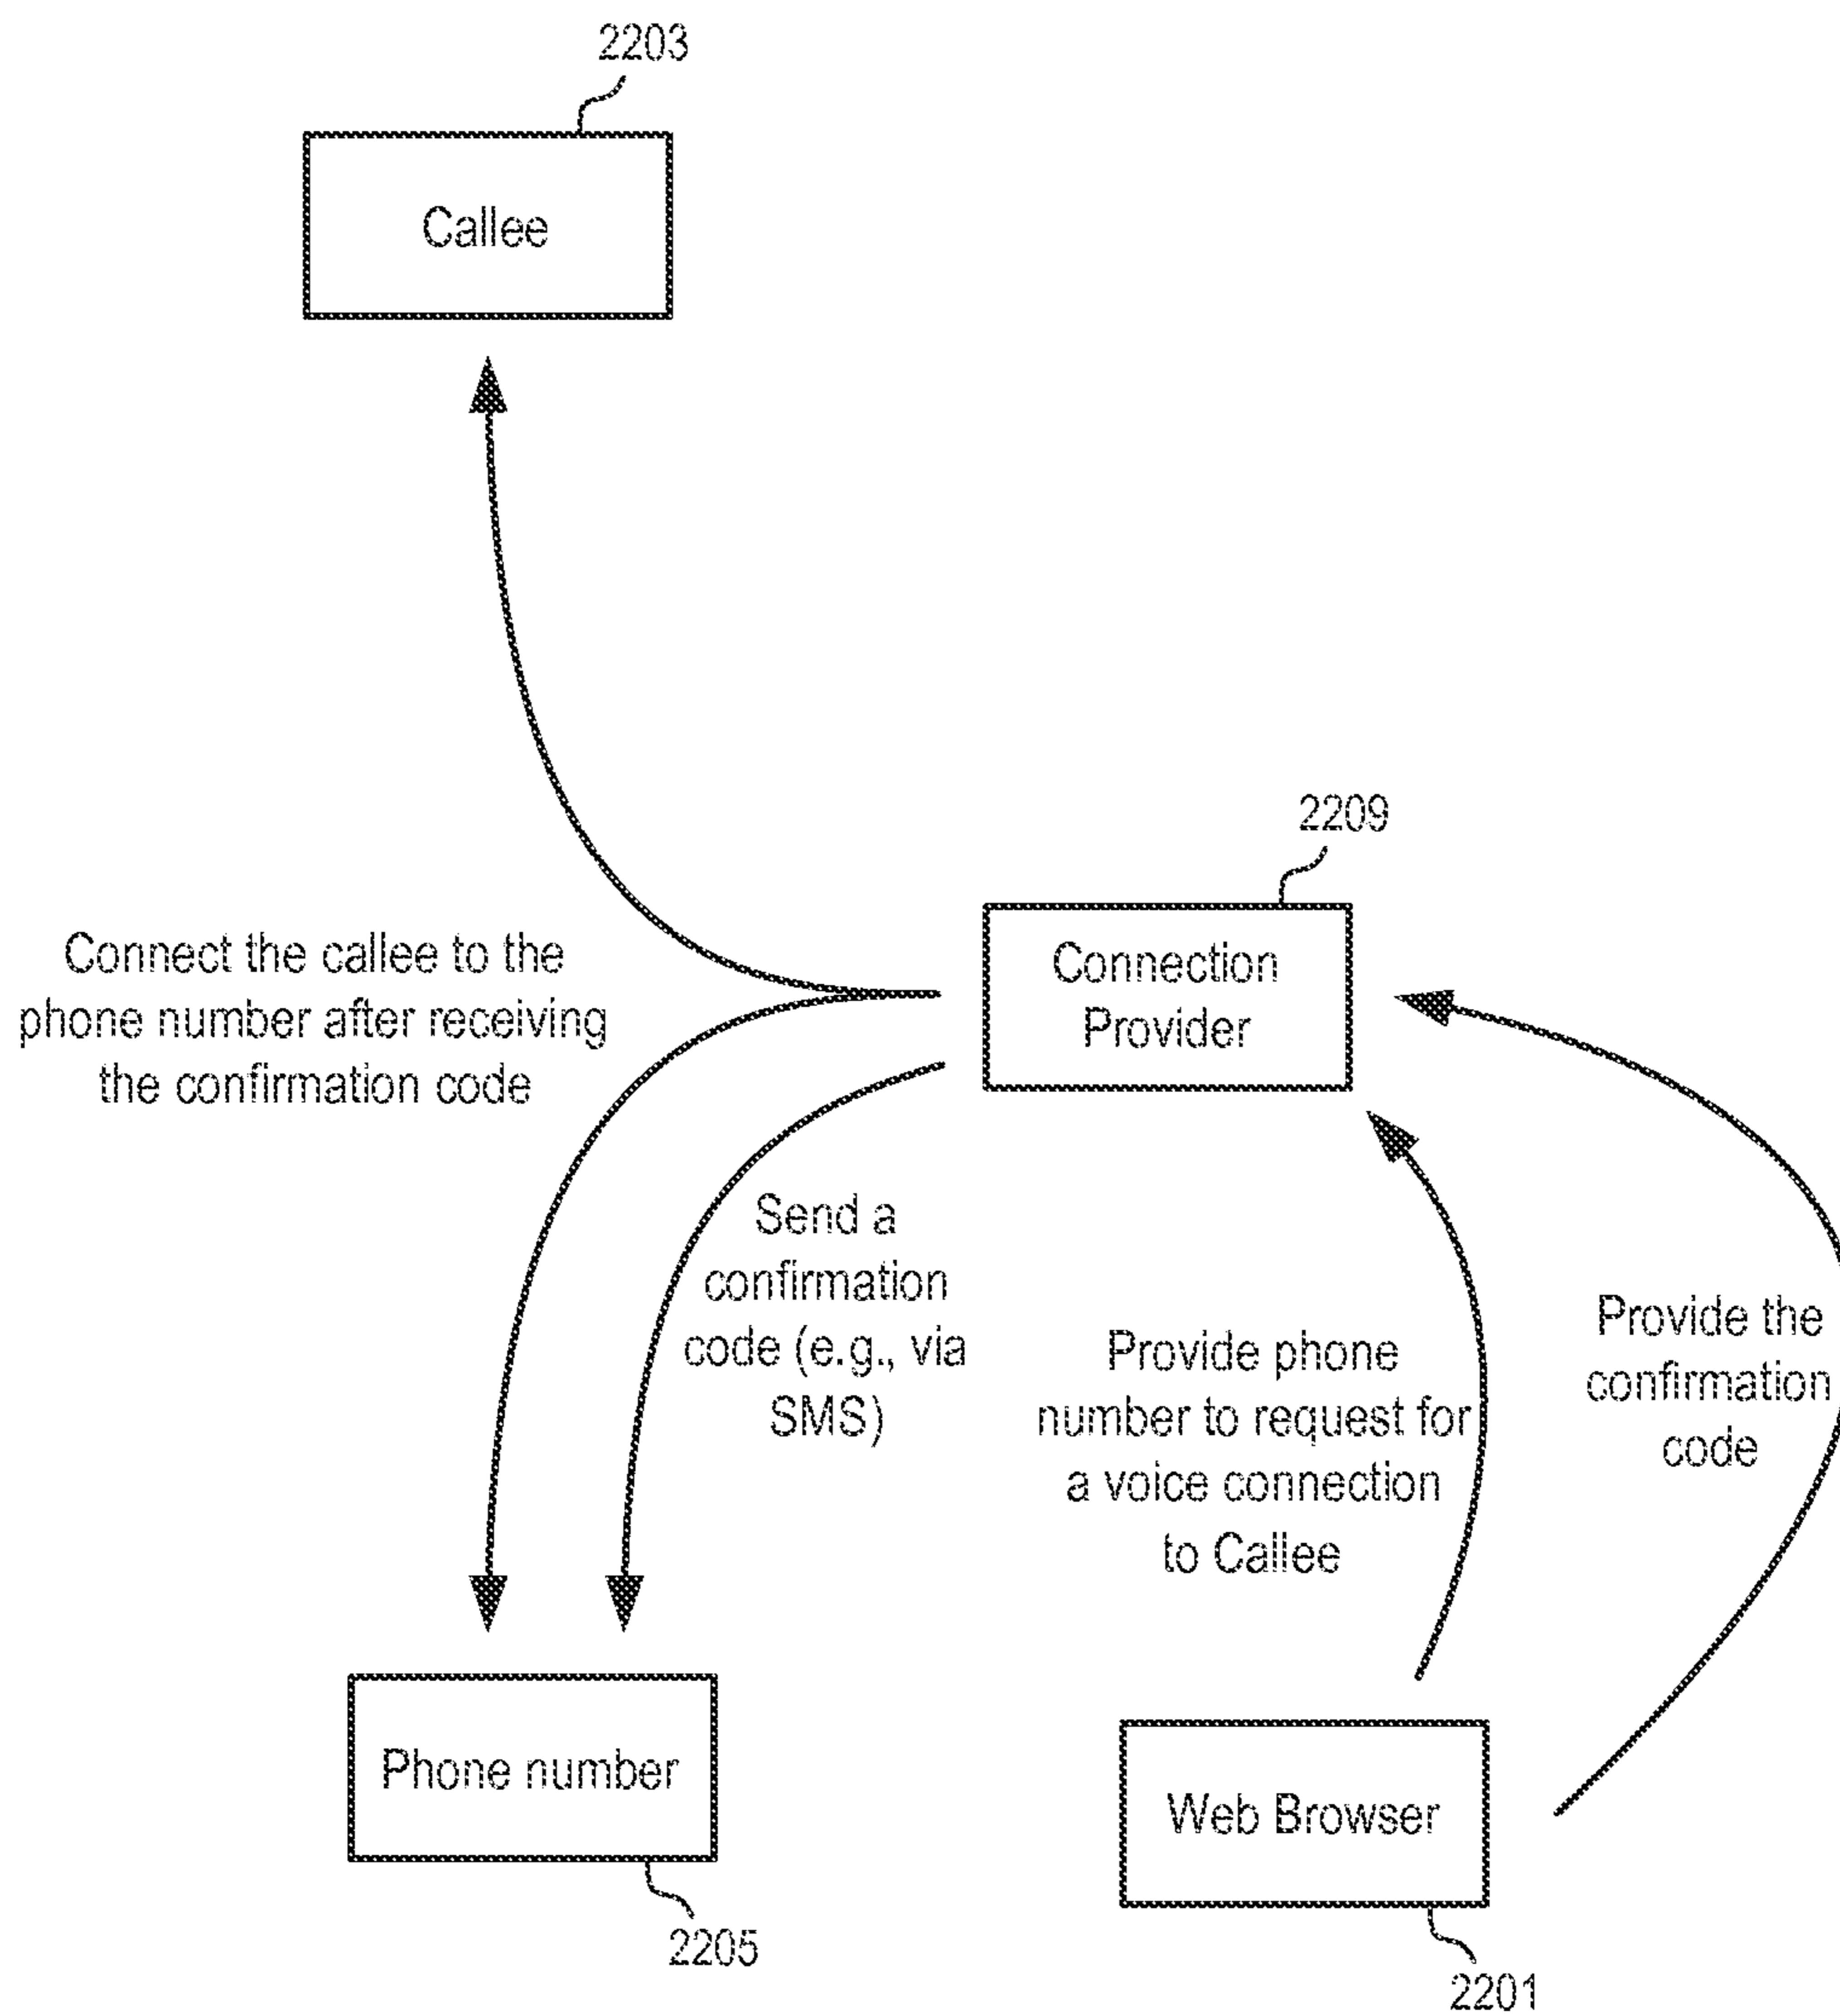 2203
Callee
2209
Connection
Provider
Connect the callee to the
phone number after receiving
the confirmation code
Send a
confirmation
code (e.g., via
SMS)
Provide phone
number to request for
a voice connection
to Callee
Provide the
confirmation
code
Phone number
Web Browser
2205
2201